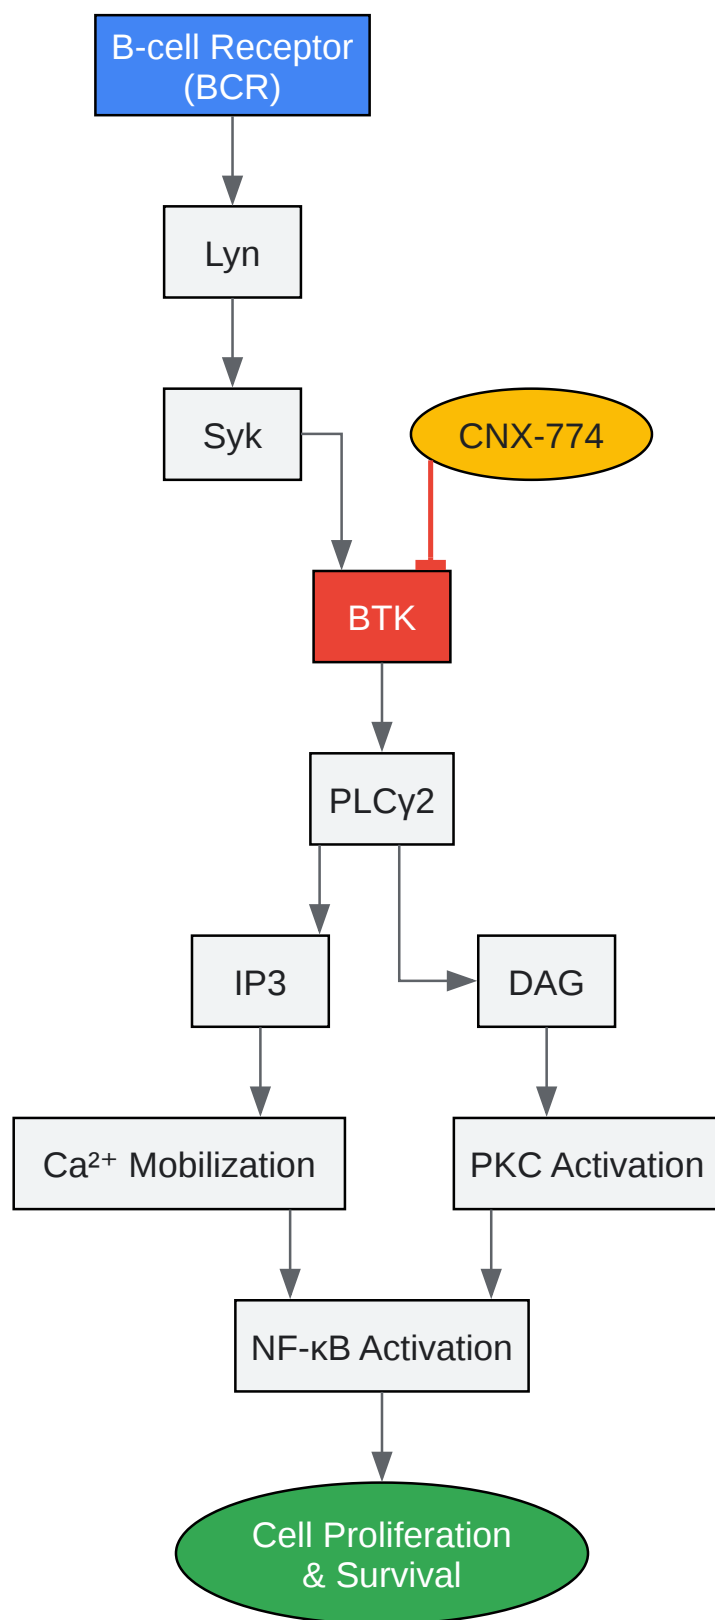 B-cell Receptor
(BCR)
Lyn
Syk
CNX-774
BTK
PLCγ2
IP3
DAG
Ca²⁺ Mobilization
PKC Activation
NF-κB Activation
Cell Proliferation
& Survival